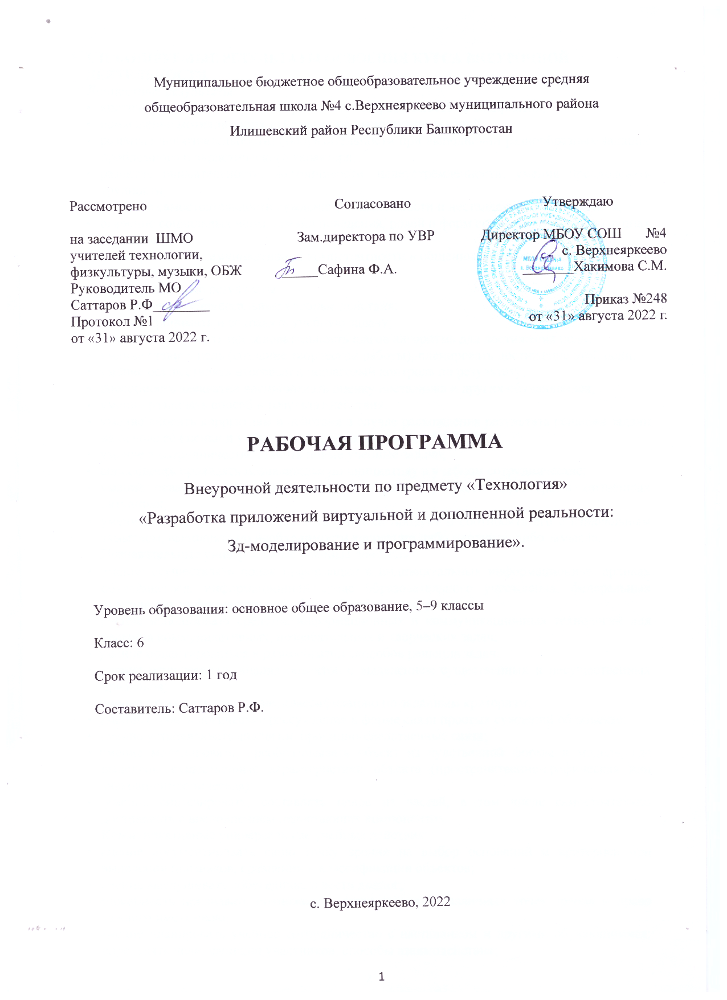 Муниципальное бюджетное общеобразовательное учреждение средняя
общеобразовательная школа №4 с.Верхнеяркеево муниципального района
Илишевский район Республики Башкортостан
Рассмотрено
на заседании ШМО
учителей технологии,
физкультуры, музыки, ОБЖ
Руководитель МО
Саттаров Р.Ф________
Протокол №1
от «31» августа 2022 г.
Согласовано
Зам.директора по УВР
_____Сафина Ф.А.
Утверждаю
Директор МБОУ СОШ №4
с. Верхнеяркеево
_______Хакимова С.М.
Приказ №248
от «31» августа 2022 г.
РАБОЧАЯ ПРОГРАММА
Внеурочной деятельности по предмету «Технология»
«Разработка приложений виртуальной и дополненной реальности:
3д-моделирование и программирование».
Уровень образования: основное общее образование, 5–9 классы
Класс: 6
Срок реализации: 1 год
Составитель: Саттаров Р.Ф.
с. Верхнеяркеево, 2022
1